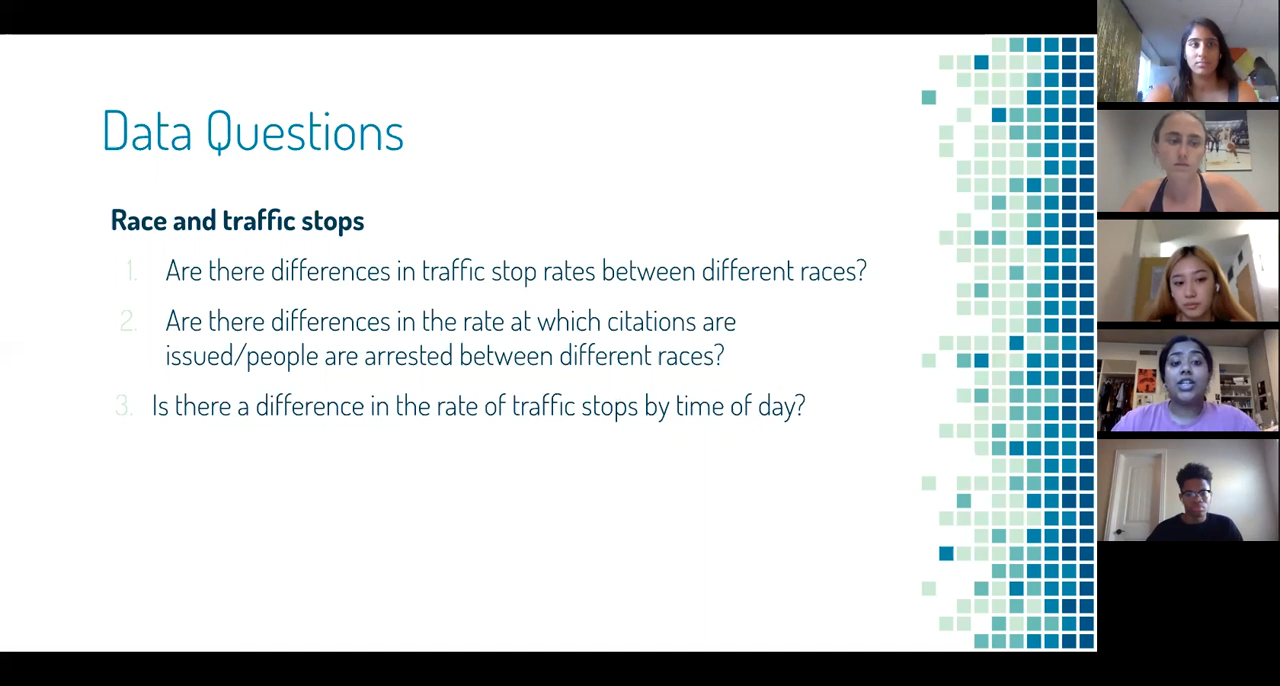 Data Questions
Race and traffic stops
1. Are there differences in traffic stop rates between different races?
2. Are there differences in the rate at which citations are
issued/people are arrested between different races?
3. Is there a difference in the rate of traffic stops by time of day?